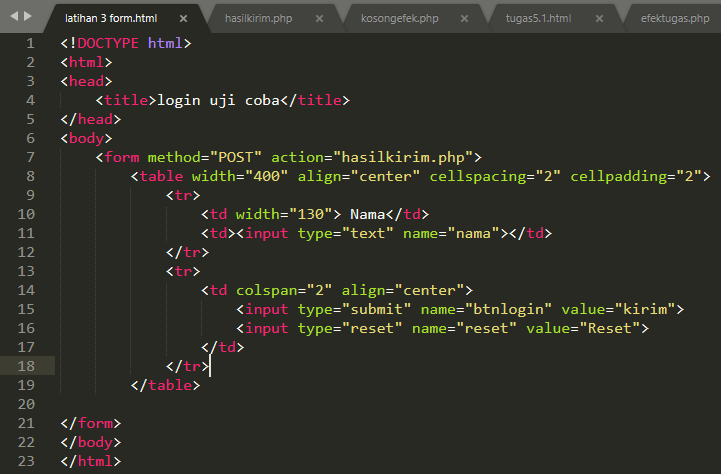 latihan 3 form.html × hasilkirim.php × kosongefek.php × tugas5.1.html × efektugas.php
1 <!DOCTYPE html>
2 <html>
3 <head>
4 <title>login uji coba</title>
5 </head>
6 <body>
7 <form method="POST" action="hasilkirim.php">
8 <table width="400" align="center" cellspacing="2" cellpadding="2">
9 <tr>
10 <td width="130"> Nama</td>
11 <td><input type="text" name="nama"></td>
12 </tr>
13 <tr>
14 <td colspan="2" align="center">
15 <input type="submit" name="btnlogin" value="kirim">
16 <input type="reset" name="reset" value="Reset">
17 </td>
18 </tr>
19 </table>
20
21 </form>
22 </body>
23 </html>